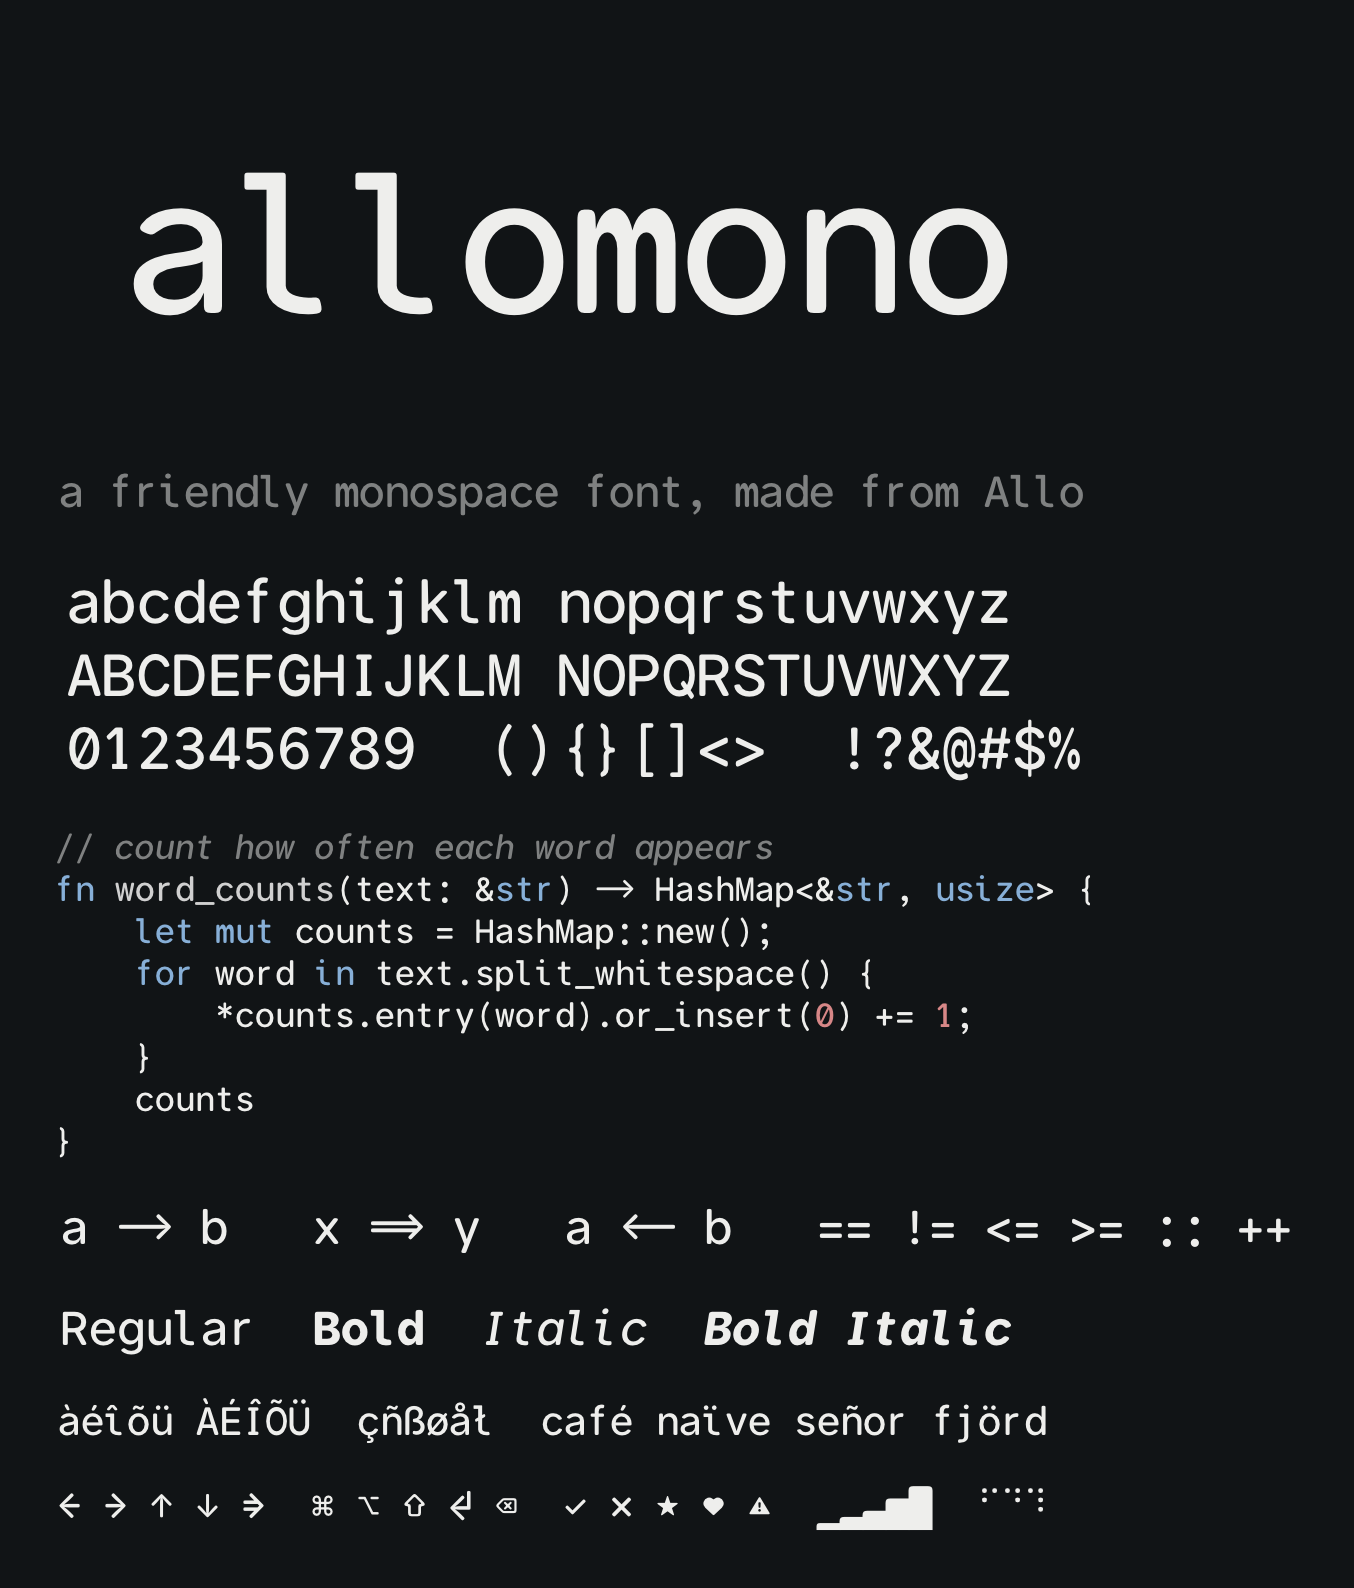 allomono
a friendly monospace font, made from Allo
abcdefghijklm nopqrstuvwxyz
ABCDEFGHIJKLM NOPQRSTUVWXYZ
0123456789  (){}[]<>  !?&@#$%
// count how often each word appears
fn word_counts(text: &str) -> HashMap<&str, usize> {
    let mut counts = HashMap::new();
    for word in text.split_whitespace() {
        *counts.entry(word).or_insert(0) += 1;
    }
    counts
}
a -> b   x => y   a <- b   == != <= >= :: ++
Regular  Bold  Italic  Bold Italic
àéîõü ÀÉÎÕÜ  çñßøåł  café naïve señor fjörd
← → ↑ ↓ ⇒  ⌘ ⌥ ⇧ ↲ ⌫  ✓ ✕ ★ ♥ ⚠